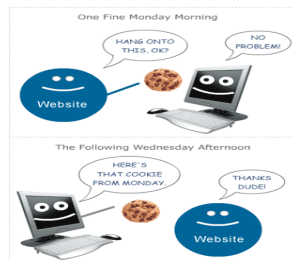 One Fine Monday Morning
HANG ONTO
THIS, OK?
NO
PROBLEM!
Website
The Following Wednesday Afternoon
HERE'S
THAT COOKIE
FROM MONDAY.
THANKS
DUDE!
Website